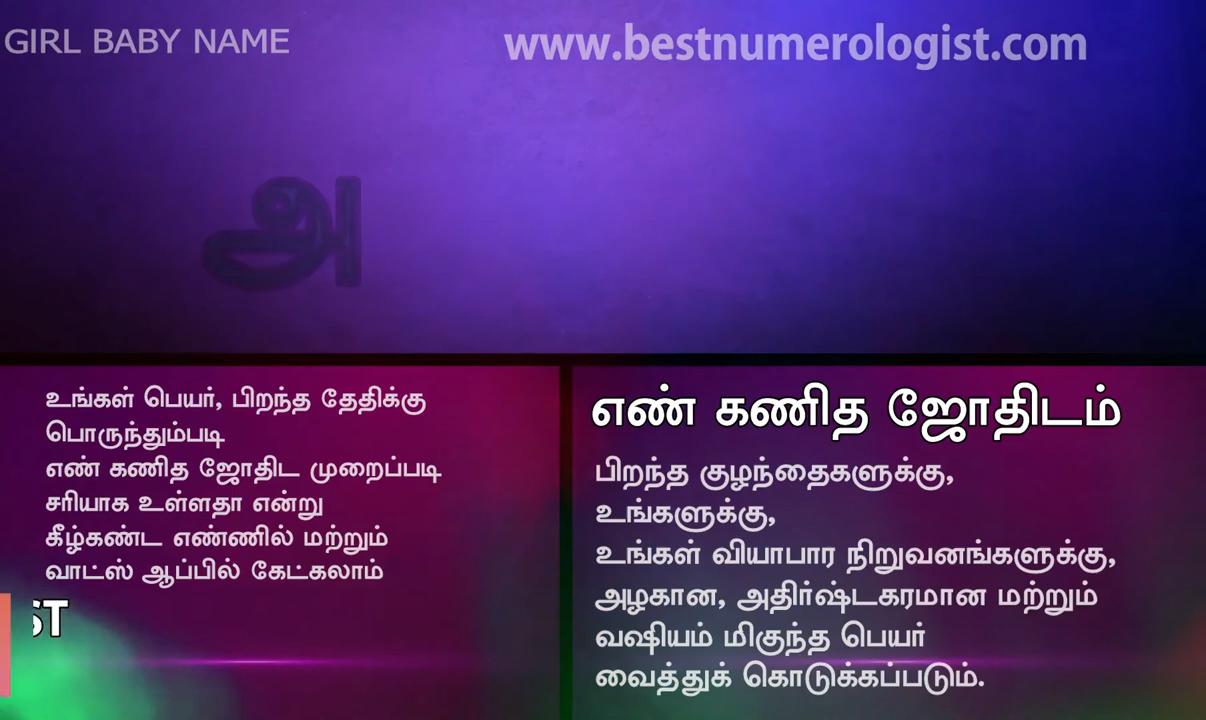 GIRL BABY NAME
www.bestnumerologist.com
அ
உங்கள் பெயர், பிறந்த தேதிக்கு
பொருந்தும்படி
எண் கணித ஜோதிட முறைப்படி
சரியாக உள்ளதா என்று
கீழ்கண்ட எண்ணில் மற்றும்
வாட்ஸ் ஆப்பில் கேட்கலாம்
எண் கணித ஜோதிடம்
பிறந்த குழந்தைகளுக்கு,
உங்களுக்கு,
உங்கள் வியாபார நிறுவனங்களுக்கு,
அழகான, அதிர்ஷ்டகரமான மற்றும்
வஷியம் மிகுந்த பெயர்
வைத்துக் கொடுக்கப்படும்.